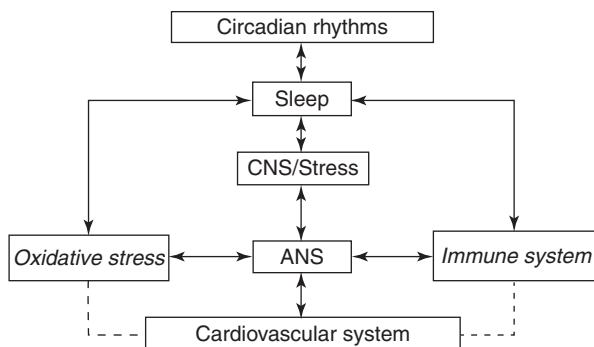 Circadian rhythms
Sleep
CNS/Stress
Oxidative stress
ANS
Immune system
Cardiovascular system